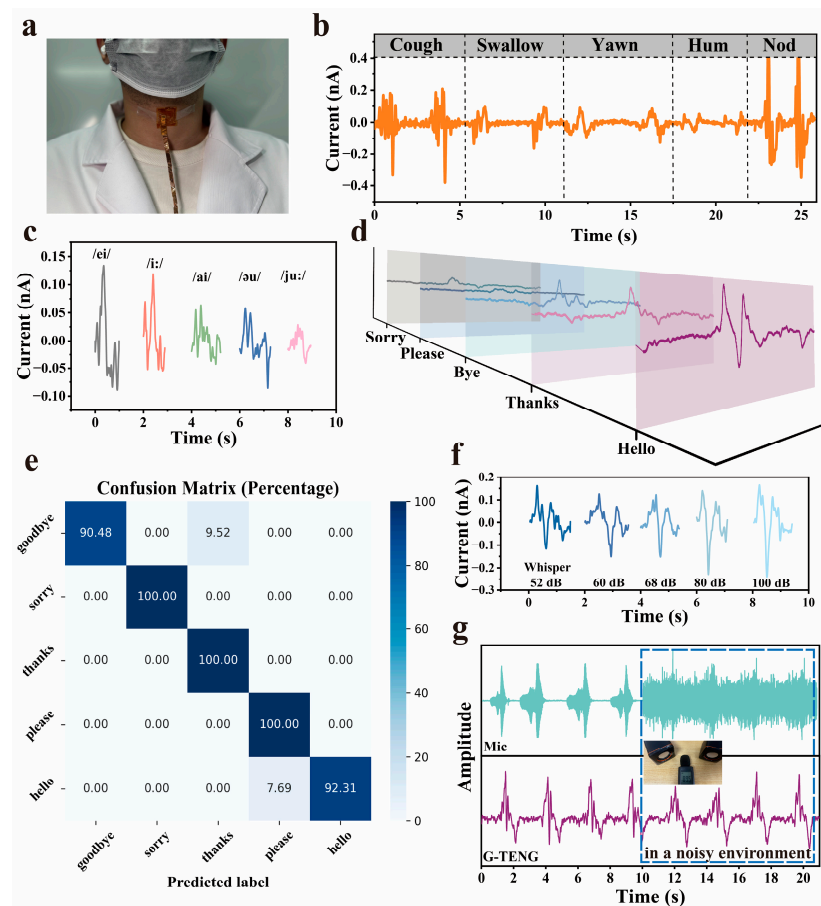 a
b
Cough Swallow Yawn Hum Nod
Current (nA)
0.4
0.2
0.0
−0.2
−0.4
0 5 10 15 20 25
Time (s)
c
/ei/ /i:/ /ai/ /əu/ /ju:/
Current (nA)
0.15
0.10
0.05
0.00
−0.05
−0.10
0 2 4 6 8 10
Time (s)
d
Sorry
Please
Bye
Thanks
Hello
e
Confusion Matrix (Percentage)
goodbye 90.48 0.00 9.52 0.00 0.00
sorry 0.00 100.00 0.00 0.00 0.00
thanks 0.00 0.00 100.00 0.00 0.00
please 0.00 0.00 0.00 100.00 0.00
hello 0.00 0.00 0.00 7.69 92.31
goodbye sorry thanks please hello
Predicted label
100
80
60
40
20
0
f
Current (nA)
0.2
0.1
0.0
-0.1
-0.2
-0.3
Whisper
52 dB 60 dB 68 dB 80 dB 100 dB
0 2 4 6 8 10
Time (s)
g
Amplitude
Mic
G-TENG
in a noisy environment
0 2 4 6 8 10 12 14 16 18 20
Time (s)